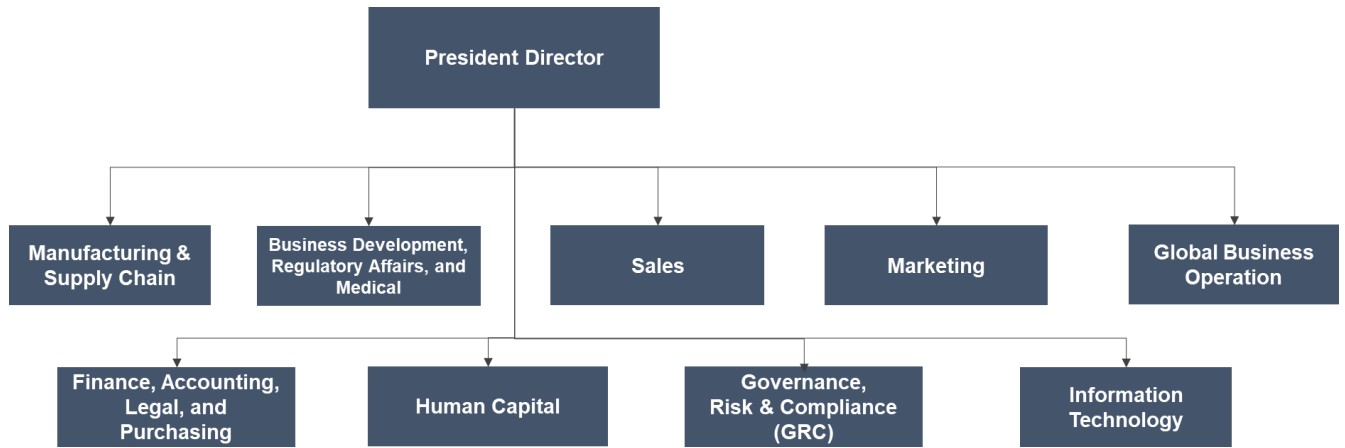 President Director
Manufacturing &
Supply Chain
Business Development,
Regulatory Affairs, and
Medical
Sales
Marketing
Global Business
Operation
Finance, Accounting,
Legal, and
Purchasing
Human Capital
Governance,
Risk & Compliance
(GRC)
Information
Technology